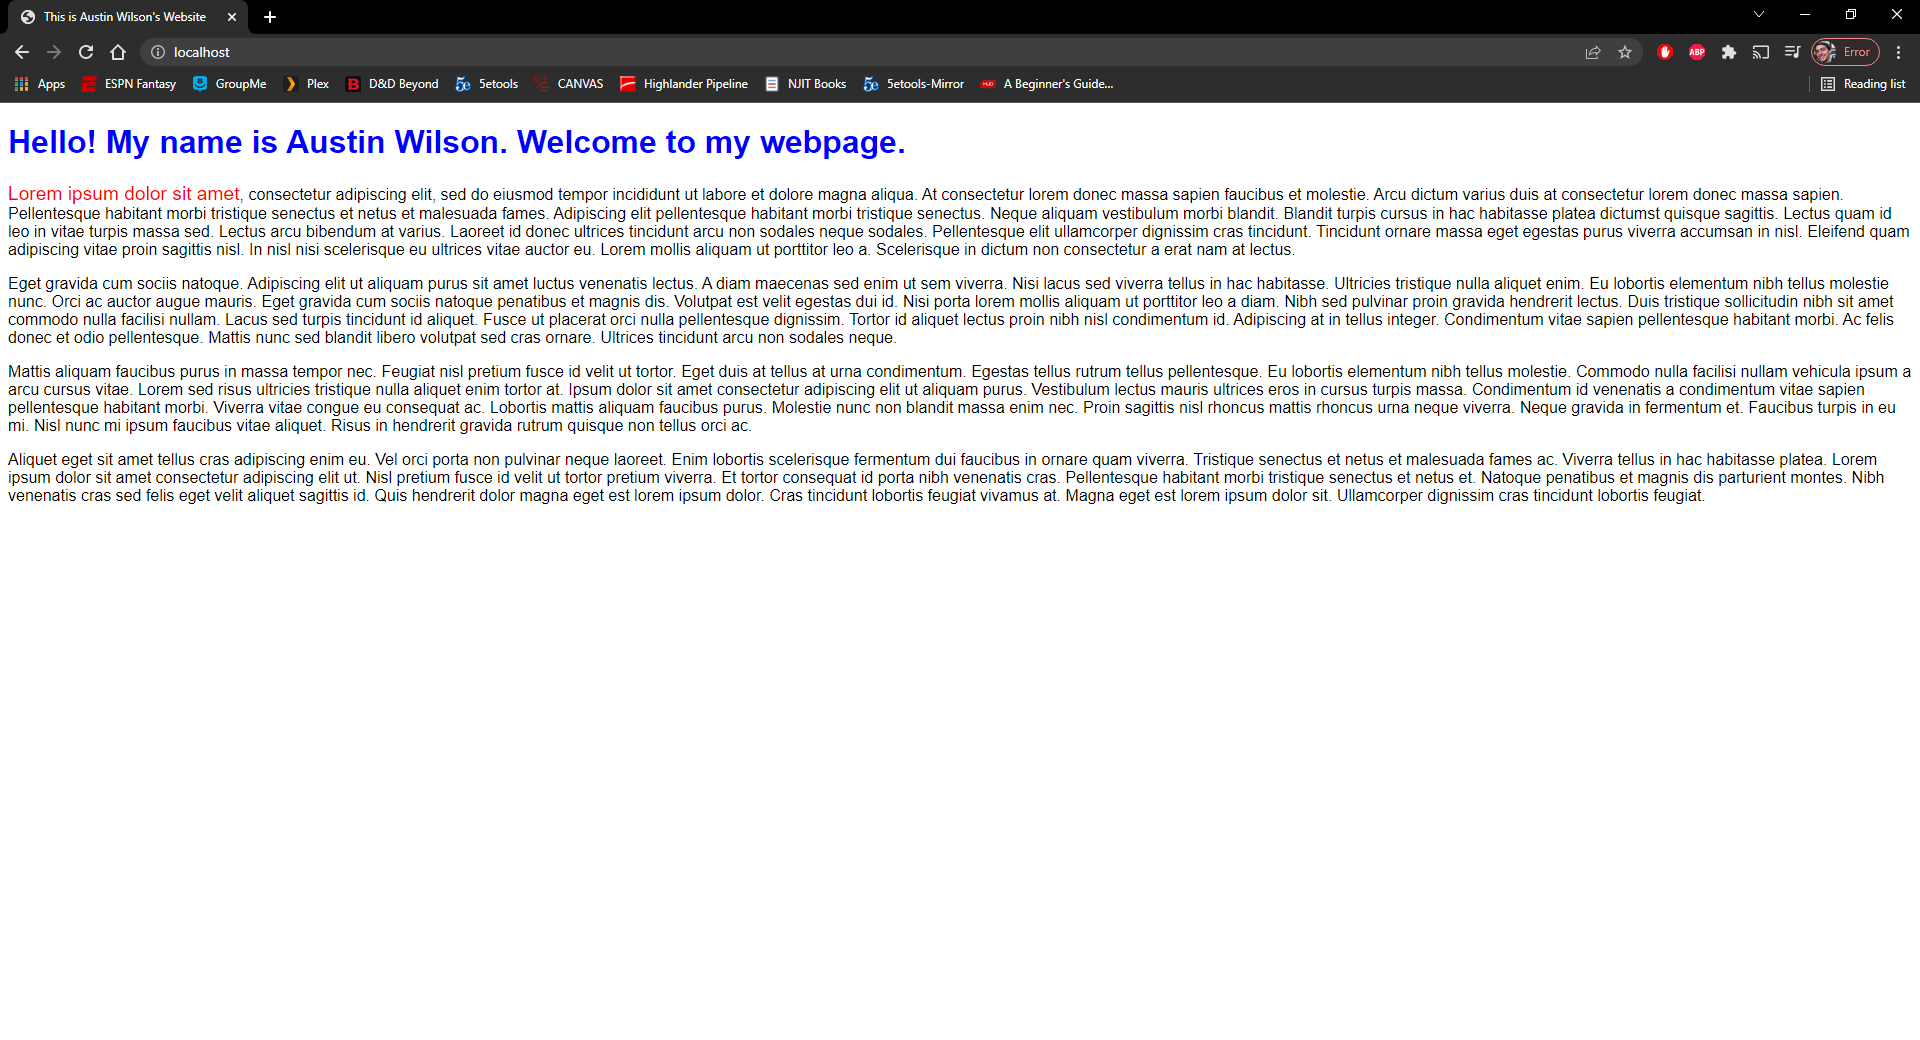 This is Austin Wilson's Website
localhost
Error
Apps ESPN Fantasy GroupMe Plex D&D Beyond 5etools CANVAS Highlander Pipeline NJIT Books 5etools-Mirror A Beginner's Guide... Reading list
Hello! My name is Austin Wilson. Welcome to my webpage.
Lorem ipsum dolor sit amet, consectetur adipiscing elit, sed do eiusmod tempor incididunt ut labore et dolore magna aliqua. At consectetur lorem donec massa sapien faucibus et molestie. Arcu dictum varius duis at consectetur lorem donec massa sapien.
Pellentesque habitant morbi tristique senectus et netus et malesuada fames. Adipiscing elit pellentesque habitant morbi tristique senectus. Neque aliquam vestibulum morbi blandit. Blandit turpis cursus in hac habitasse platea dictumst quisque sagittis. Lectus quam id
leo in vitae turpis massa sed. Lectus arcu bibendum at varius. Laoreet id donec ultrices tincidunt arcu non sodales neque sodales. Pellentesque elit ullamcorper dignissim cras tincidunt. Tincidunt ornare massa eget egestas purus viverra accumsan in nisl. Eleifend quam
adipiscing vitae proin sagittis nisl. In nisl nisi scelerisque eu ultrices vitae auctor eu. Lorem mollis aliquam ut porttitor leo a. Scelerisque in dictum non consectetur a erat nam at lectus.
Eget gravida cum sociis natoque. Adipiscing elit ut aliquam purus sit amet luctus venenatis lectus. A diam maecenas sed enim ut sem viverra. Nisi lacus sed viverra tellus in hac habitasse. Ultricies tristique nulla aliquet enim. Eu lobortis elementum nibh tellus molestie
nunc. Orci ac auctor augue mauris. Eget gravida cum sociis natoque penatibus et magnis dis. Volutpat est velit egestas dui id. Nisi porta lorem mollis aliquam ut porttitor leo a diam. Nibh sed pulvinar proin gravida hendrerit lectus. Duis tristique sollicitudin nibh sit amet
commodo nulla facilisi nullam. Lacus sed turpis tincidunt id aliquet. Fusce ut placerat orci nulla pellentesque dignissim. Tortor id aliquet lectus proin nibh nisl condimentum id. Adipiscing at in tellus integer. Condimentum vitae sapien pellentesque habitant morbi. Ac felis
donec et odio pellentesque. Mattis nunc sed blandit libero volutpat sed cras ornare. Ultrices tincidunt arcu non sodales neque.
Mattis aliquam faucibus purus in massa tempor nec. Feugiat nisl pretium fusce id velit ut tortor. Eget duis at tellus at urna condimentum. Egestas tellus rutrum tellus pellentesque. Eu lobortis elementum nibh tellus molestie. Commodo nulla facilisi nullam vehicula ipsum a
arcu cursus vitae. Lorem sed risus ultricies tristique nulla aliquet enim tortor at. Ipsum dolor sit amet consectetur adipiscing elit ut aliquam purus. Vestibulum lectus mauris ultrices eros in cursus turpis massa. Condimentum id venenatis a condimentum vitae sapien
pellentesque habitant morbi. Viverra vitae congue eu consequat ac. Lobortis mattis aliquam faucibus purus. Molestie nunc non blandit massa enim nec. Proin sagittis nisl rhoncus mattis rhoncus urna neque viverra. Neque gravida in fermentum et. Faucibus turpis in eu
mi. Nisl nunc mi ipsum faucibus vitae aliquet. Risus in hendrerit gravida rutrum quisque non tellus orci ac.
Aliquet eget sit amet tellus cras adipiscing enim eu. Vel orci porta non pulvinar neque laoreet. Enim lobortis scelerisque fermentum dui faucibus in ornare quam viverra. Tristique senectus et netus et malesuada fames ac. Viverra tellus in hac habitasse platea. Lorem
ipsum dolor sit amet consectetur adipiscing elit ut. Nisl pretium fusce id velit ut tortor pretium viverra. Et tortor consequat id porta nibh venenatis cras. Pellentesque habitant morbi tristique senectus et netus et. Natoque penatibus et magnis dis parturient montes. Nibh
venenatis cras sed felis eget velit aliquet sagittis id. Quis hendrerit dolor magna eget est lorem ipsum dolor. Cras tincidunt lobortis feugiat vivamus at. Magna eget est lorem ipsum dolor sit. Ullamcorper dignissim cras tincidunt lobortis feugiat.